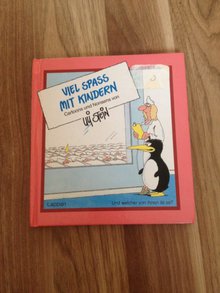 VIEL SPASS
MIT KINDERN
Cartoons und Nonsens von
Uli Stein
Lappan
Und welcher von ihnen ist es?